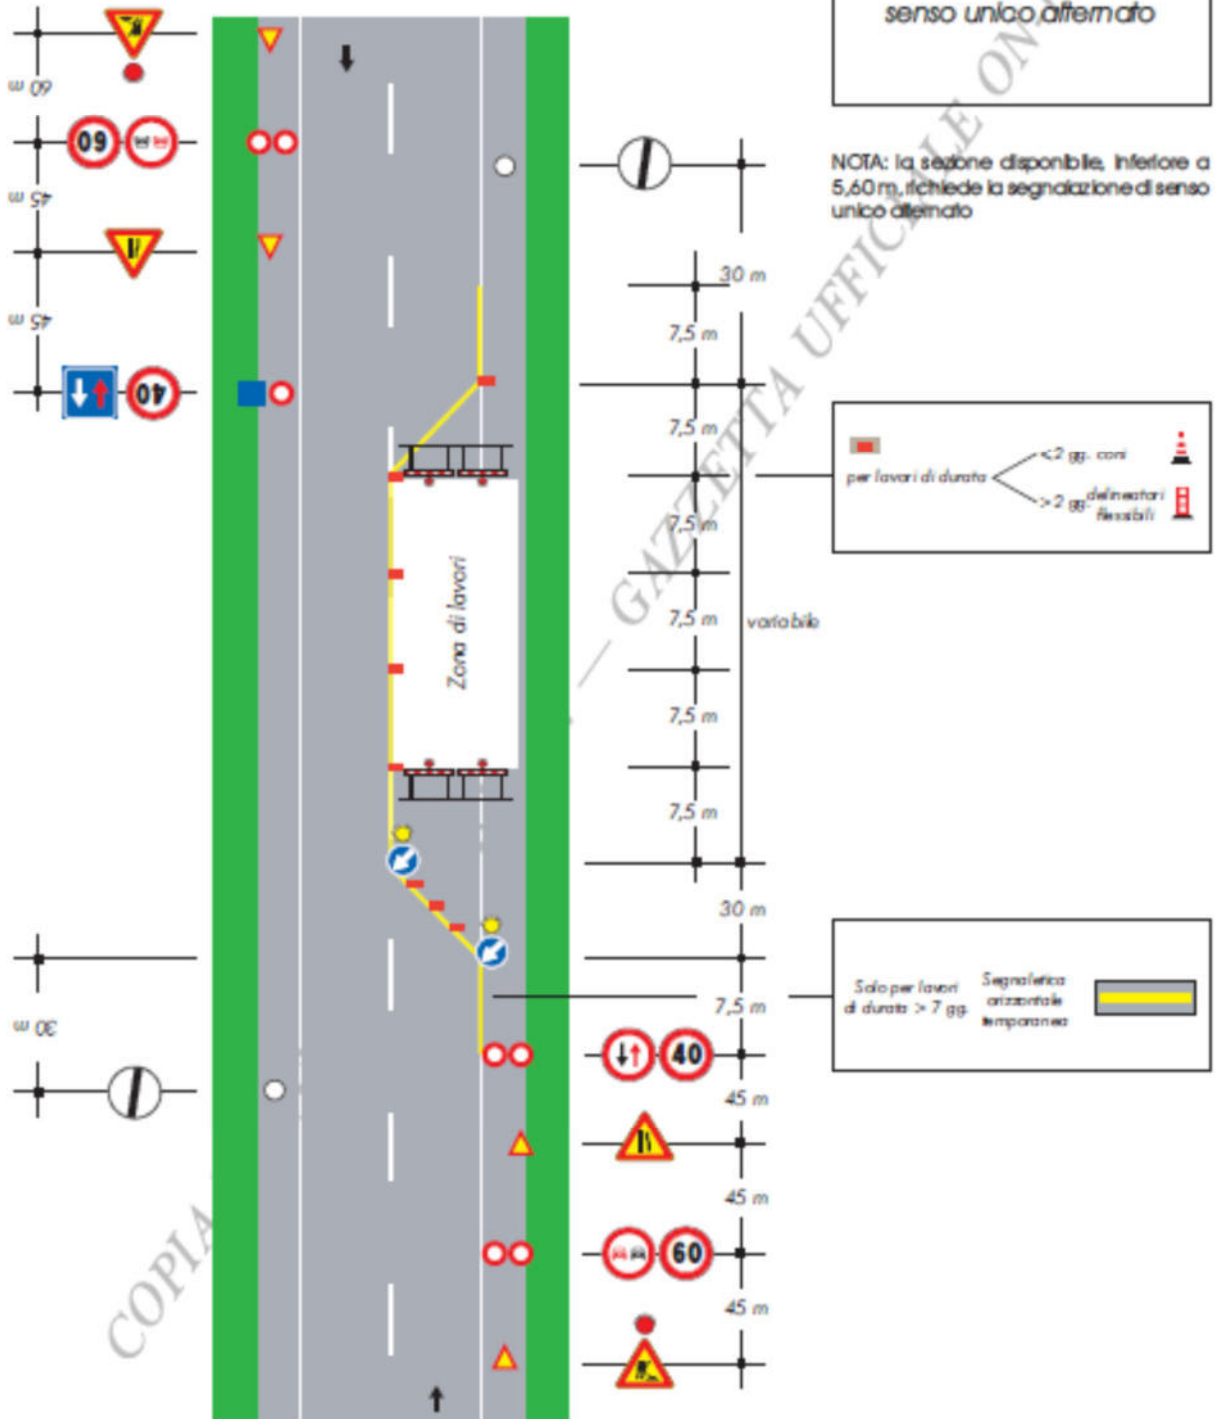 senso unico alternato
NOTA: la sezione disponibile, inferiore a
5,60 m, richiede la segnalazione di senso
unico alternato
60 m
60
45 m
45 m
40
30 m
7,5 m
7,5 m
7,5 m
7,5 m
7,5 m
7,5 m
variabile
30 m
7,5 m
45 m
45 m
45 m
Zona di lavori
per lavori di durata
<2 gg. coni
>2 gg. delineatori
flessibili
Solo per lavori
di durata > 7 gg.
Segnaletica
orizzontale
temporanea
30 m
40
60
COPIA
— GAZZETTA UFFICIALE ON-